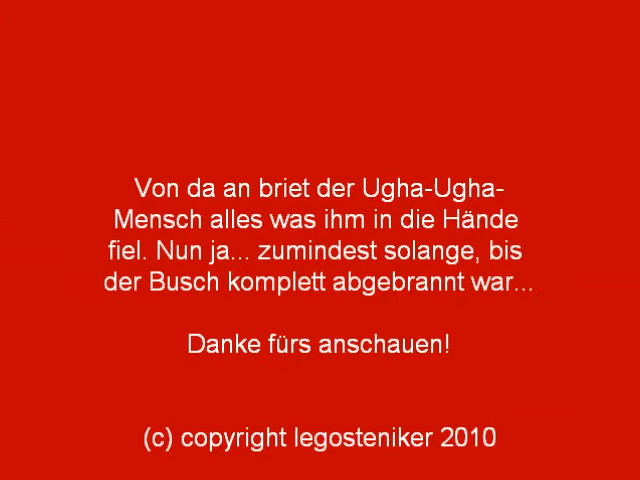 Von da an briet der Ugha-Ugha-
Mensch alles was ihm in die Hände
fiel. Nun ja... zumindest solange, bis
der Busch komplett abgebrannt war...
Danke fürs anschauen!
(c) copyright legosteniker 2010